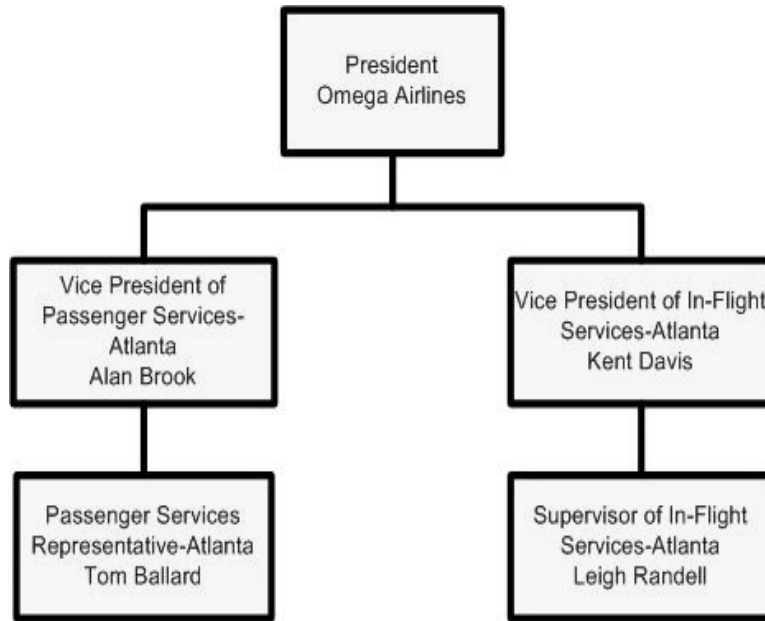 President
Omega Airlines
Vice President of
Passenger Services-
Atlanta
Alan Brook
Vice President of In-Flight
Services-Atlanta
Kent Davis
Passenger Services
Representative-Atlanta
Tom Ballard
Supervisor of In-Flight
Services-Atlanta
Leigh Randell